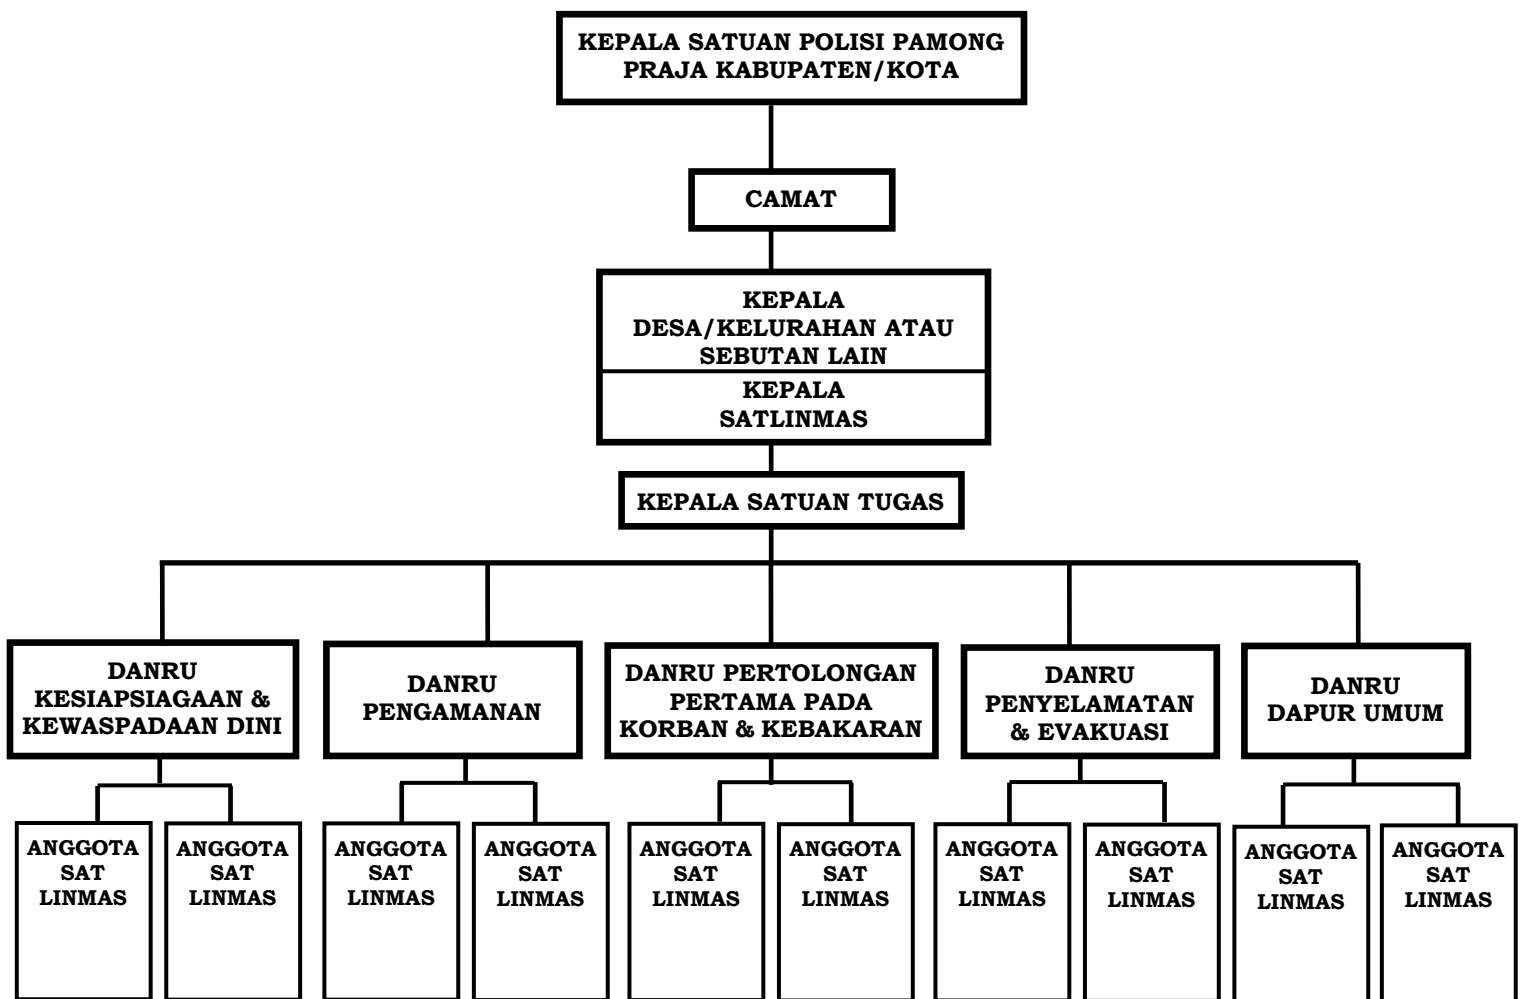 KEPALA SATUAN POLISI PAMONG
PRAJA KABUPATEN/KOTA
CAMAT
KEPALA
DESA/KELURAHAN ATAU
SEBUTAN LAIN
KEPALA
SATLINMAS
KEPALA SATUAN TUGAS
DANRU
KESIAPSIAGAAN &
KEWASPADAAN DINI
DANRU
PENGAMANAN
DANRU PERTOLONGAN
PERTAMA PADA
KORBAN & KEBAKARAN
DANRU
PENYELAMATAN
& EVAKUASI
DANRU
DAPUR UMUM
ANGGOTA
SAT
LINMAS
ANGGOTA
SAT
LINMAS
ANGGOTA
SAT
LINMAS
ANGGOTA
SAT
LINMAS
ANGGOTA
SAT
LINMAS
ANGGOTA
SAT
LINMAS
ANGGOTA
SAT
LINMAS
ANGGOTA
SAT
LINMAS
ANGGOTA
SAT
LINMAS
ANGGOTA
SAT
LINMAS